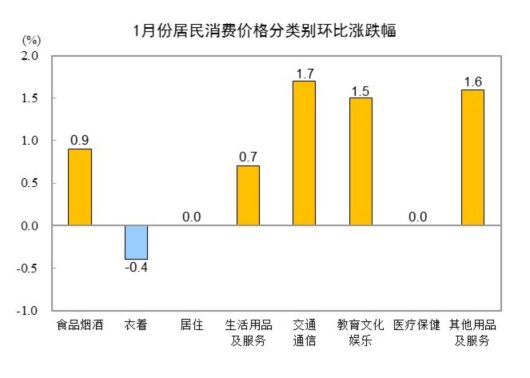 1月份居民消费价格分类别环比涨跌幅
(%)
2.0
1.5
1.0
0.5
0.0
-0.5
-1.0
0.9
-0.4
0.0
0.7
1.7
1.5
0.0
1.6
食品烟酒
衣着
居住
生活用品
及服务
交通
通信
教育文化
娱乐
医疗保健
其他用品
及服务